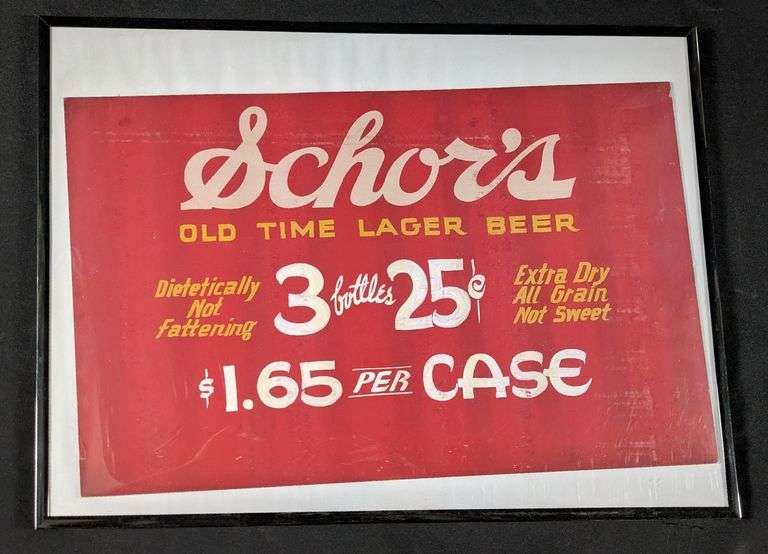 Schor's
OLD TIME LAGER BEER
Dietetically
Not
Fattening
3 bottles 25¢
Extra Dry
All Grain
Not Sweet
$1.65 PER CASE